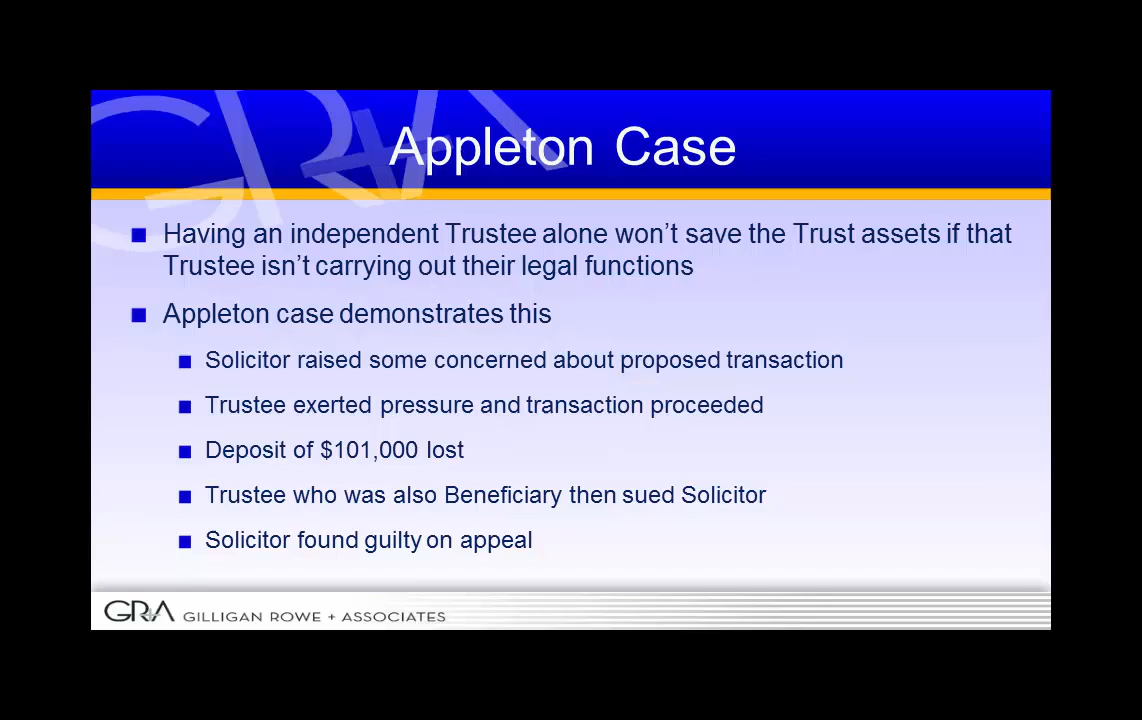 Appleton Case
Having an independent Trustee alone won’t save the Trust assets if that
Trustee isn’t carrying out their legal functions
Appleton case demonstrates this
Solicitor raised some concerned about proposed transaction
Trustee exerted pressure and transaction proceeded
Deposit of $101,000 lost
Trustee who was also Beneficiary then sued Solicitor
Solicitor found guilty on appeal
GRA GILLIGAN ROWE + ASSOCIATES